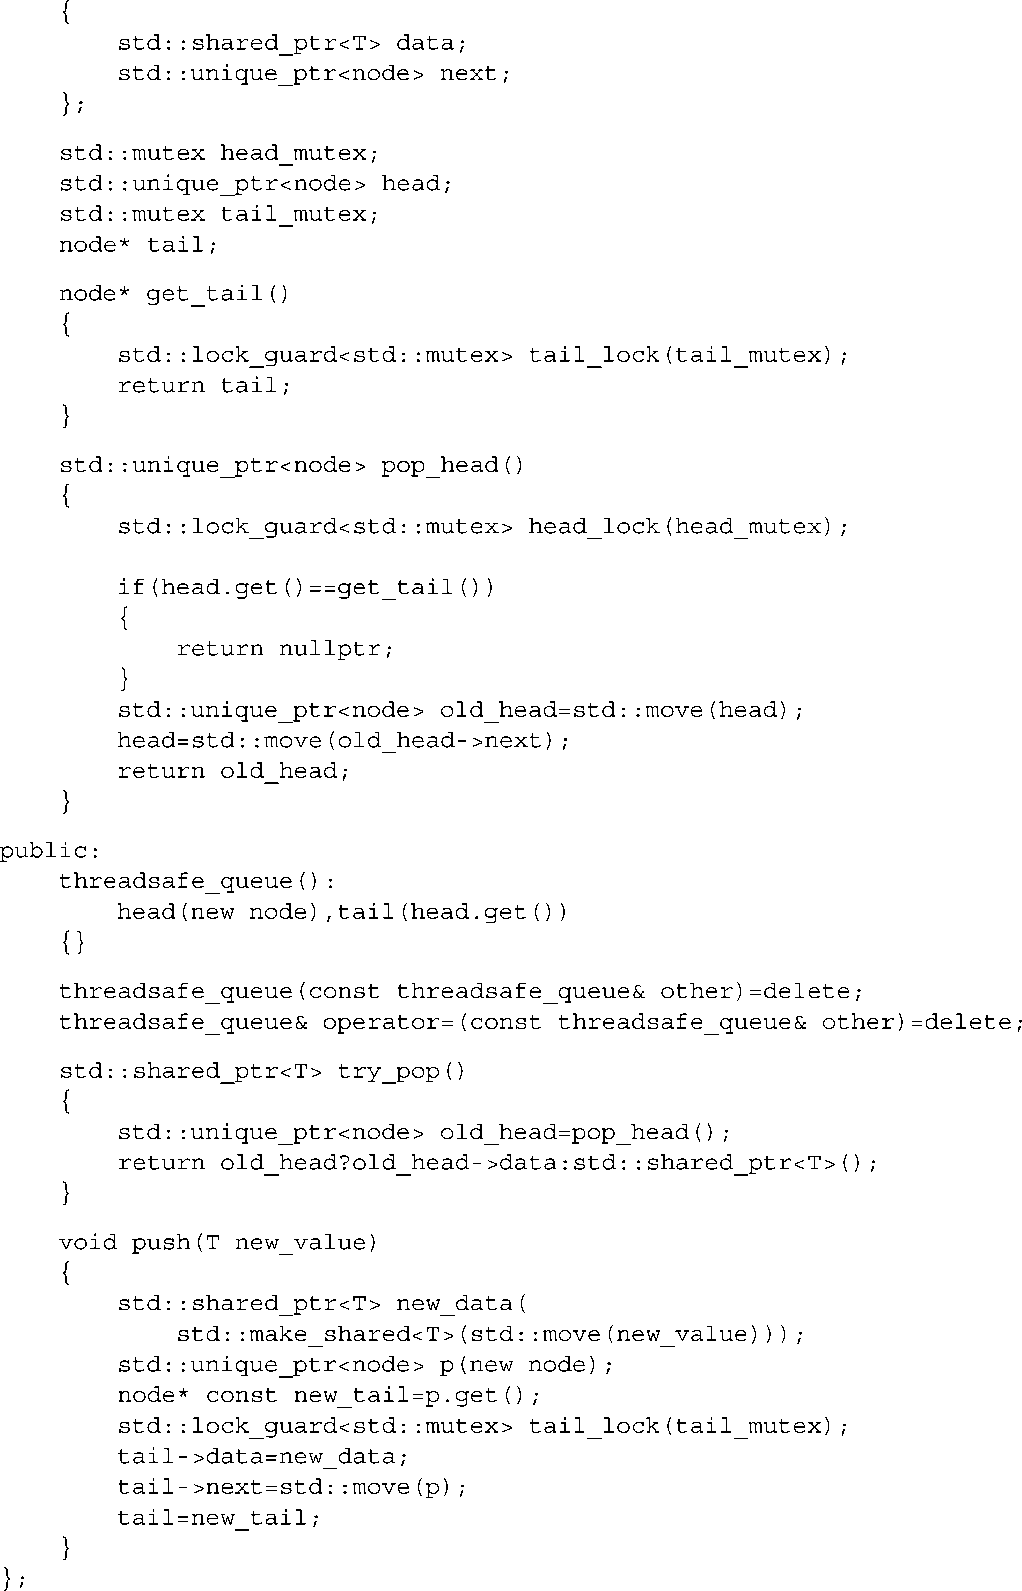 {
        std::shared_ptr<T> data;
        std::unique_ptr<node> next;
    };
    std::mutex head_mutex;
    std::unique_ptr<node> head;
    std::mutex tail_mutex;
    node* tail;
    node* get_tail()
    {
        std::lock_guard<std::mutex> tail_lock(tail_mutex);
        return tail;
    }
    std::unique_ptr<node> pop_head()
    {
        std::lock_guard<std::mutex> head_lock(head_mutex);
        if(head.get()==get_tail())
        {
            return nullptr;
        }
        std::unique_ptr<node> old_head=std::move(head);
        head=std::move(old_head->next);
        return old_head;
    }
public:
    threadsafe_queue():
        head(new node),tail(head.get())
    {}
    threadsafe_queue(const threadsafe_queue& other)=delete;
    threadsafe_queue& operator=(const threadsafe_queue& other)=delete;
    std::shared_ptr<T> try_pop()
    {
        std::unique_ptr<node> old_head=pop_head();
        return old_head?old_head->data:std::shared_ptr<T>();
    }
    void push(T new_value)
    {
        std::shared_ptr<T> new_data(
            std::make_shared<T>(std::move(new_value)));
        std::unique_ptr<node> p(new node);
        node* const new_tail=p.get();
        std::lock_guard<std::mutex> tail_lock(tail_mutex);
        tail->data=new_data;
        tail->next=std::move(p);
        tail=new_tail;
    }
};